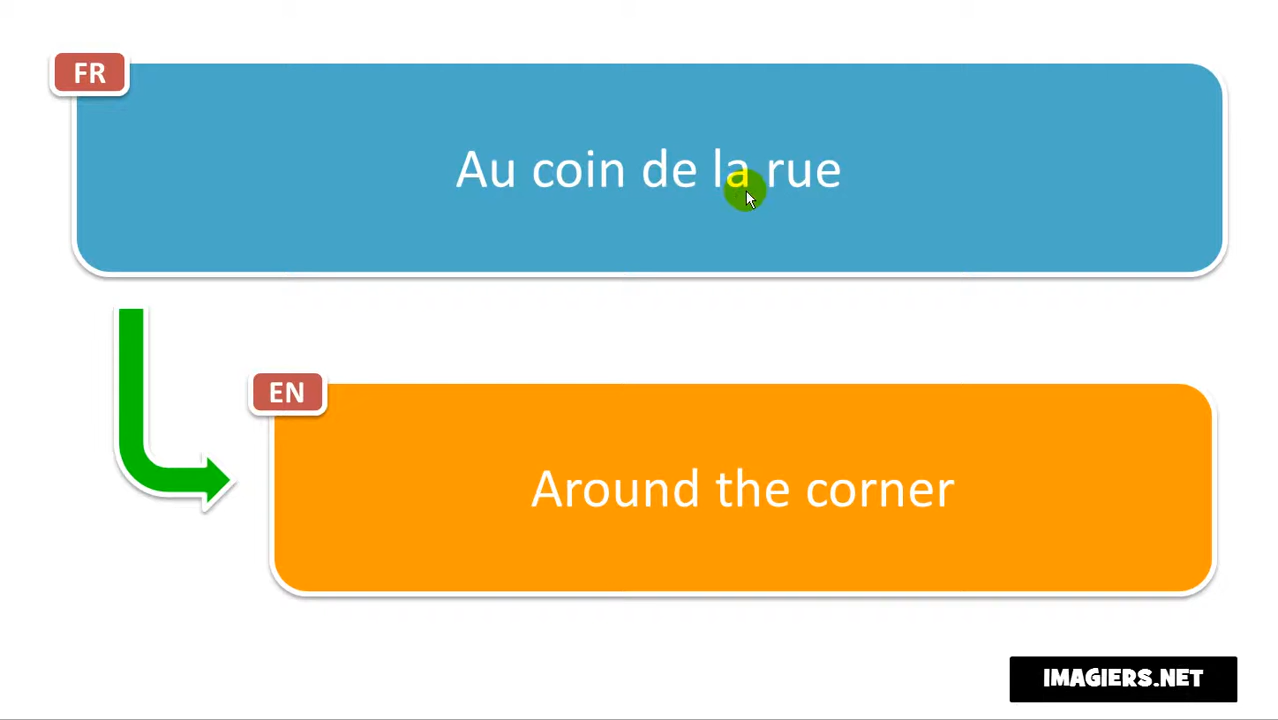 FR
Au coin de la rue
EN
Around the corner
IMAGIERS.NET